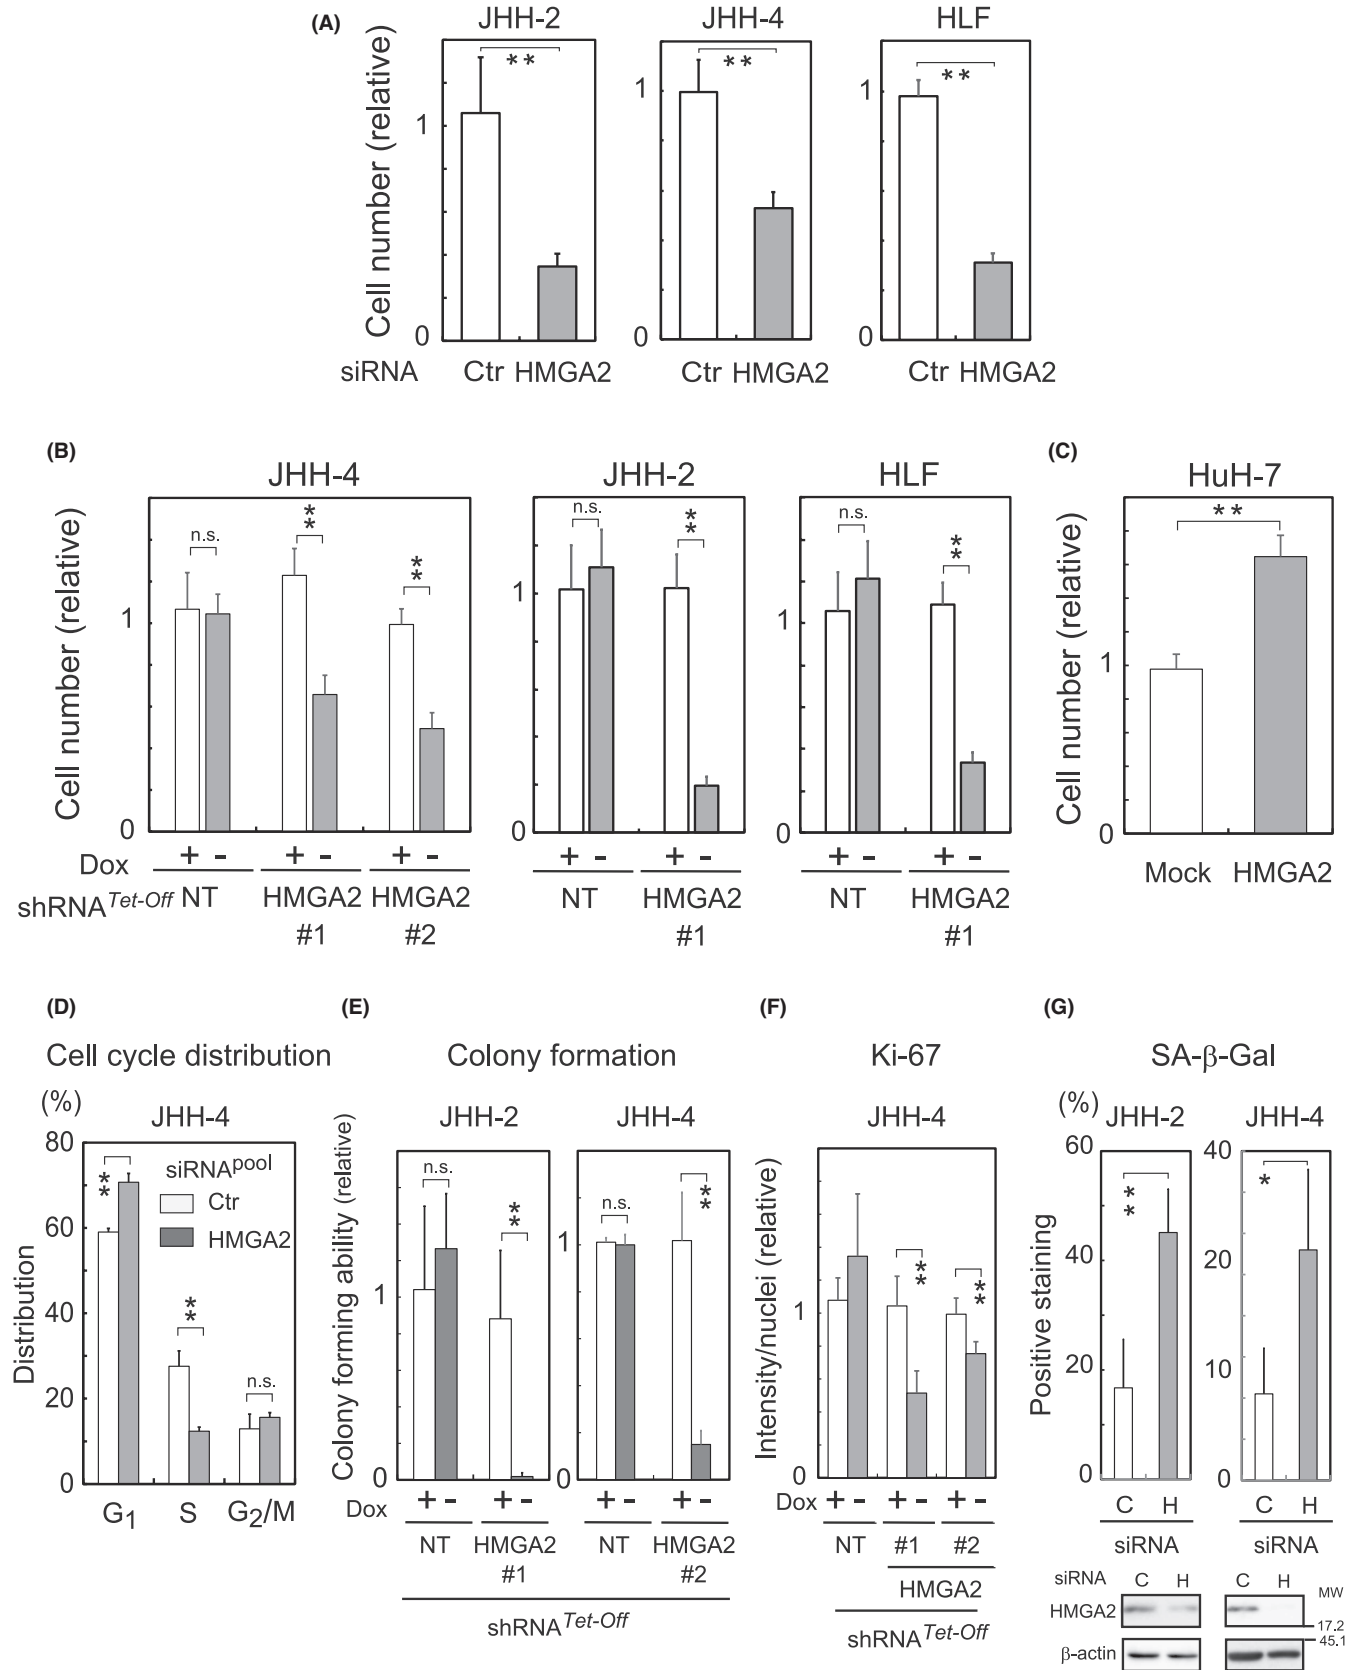 (A)
JHH-2 JHH-4 HLF
Cell number (relative)
** ** **
1 1 1
0 0 0
siRNA Ctr HMGA2 Ctr HMGA2 Ctr HMGA2
(B) (C)
JHH-4 JHH-2 HLF HuH-7
Cell number (relative)
n.s. ** **
n.s. **
n.s. **
Cell number (relative)
**
1 1 1 1
0 0 0 0
Dox + - + - + - + - + - + - + -
Mock HMGA2
shRNA Tet-Off NT HMGA2 HMGA2 NT HMGA2 NT HMGA2
#1 #2 #1 #1
(D) (E) (F) (G)
Cell cycle distribution Colony formation Ki-67 SA-β-Gal
(%)
JHH-4
80
60
40
20
0
Distribution
siRNApool
Ctr
HMGA2
**
**
n.s.
G1 S G2/M
JHH-2 JHH-4
Colony forming ability (relative)
n.s. ** n.s. **
1 1
0
Dox + - + - + - + -
NT HMGA2 NT HMGA2
#1 #2
shRNA Tet-Off
JHH-4
Intensity/nuclei (relative)
** **
1
0
Dox + - + - + -
NT #1 #2
HMGA2
shRNA Tet-Off
(%) JHH-2 JHH-4
Positive staining
** *
60 40
40 20
20 10
0 0
C H C H
siRNA siRNA
siRNA C H C H MW
HMGA2
17.2
45.1
β-actin